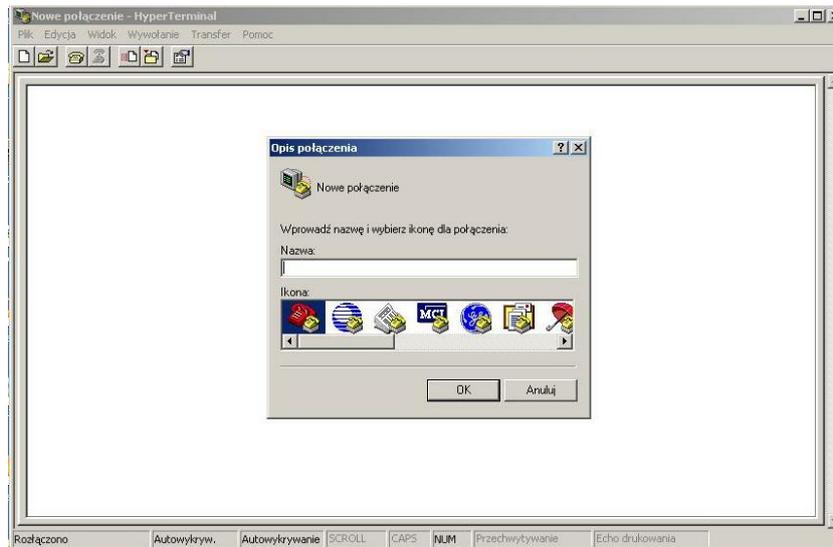 Nowe połączenie - HyperTerminal
Plik Edycja Widok Wywołanie Transfer Pomoc
Opis połączenia
Nowe połączenie
Wprowadź nazwę i wybierz ikonę dla połączenia:
Nazwa:
Ikona:
MCI
OK Anuluj
Rozłączono Autowykryw. Autowykrywanie SCROLL CAPS NUM Przechwytywanie Echo drukowania